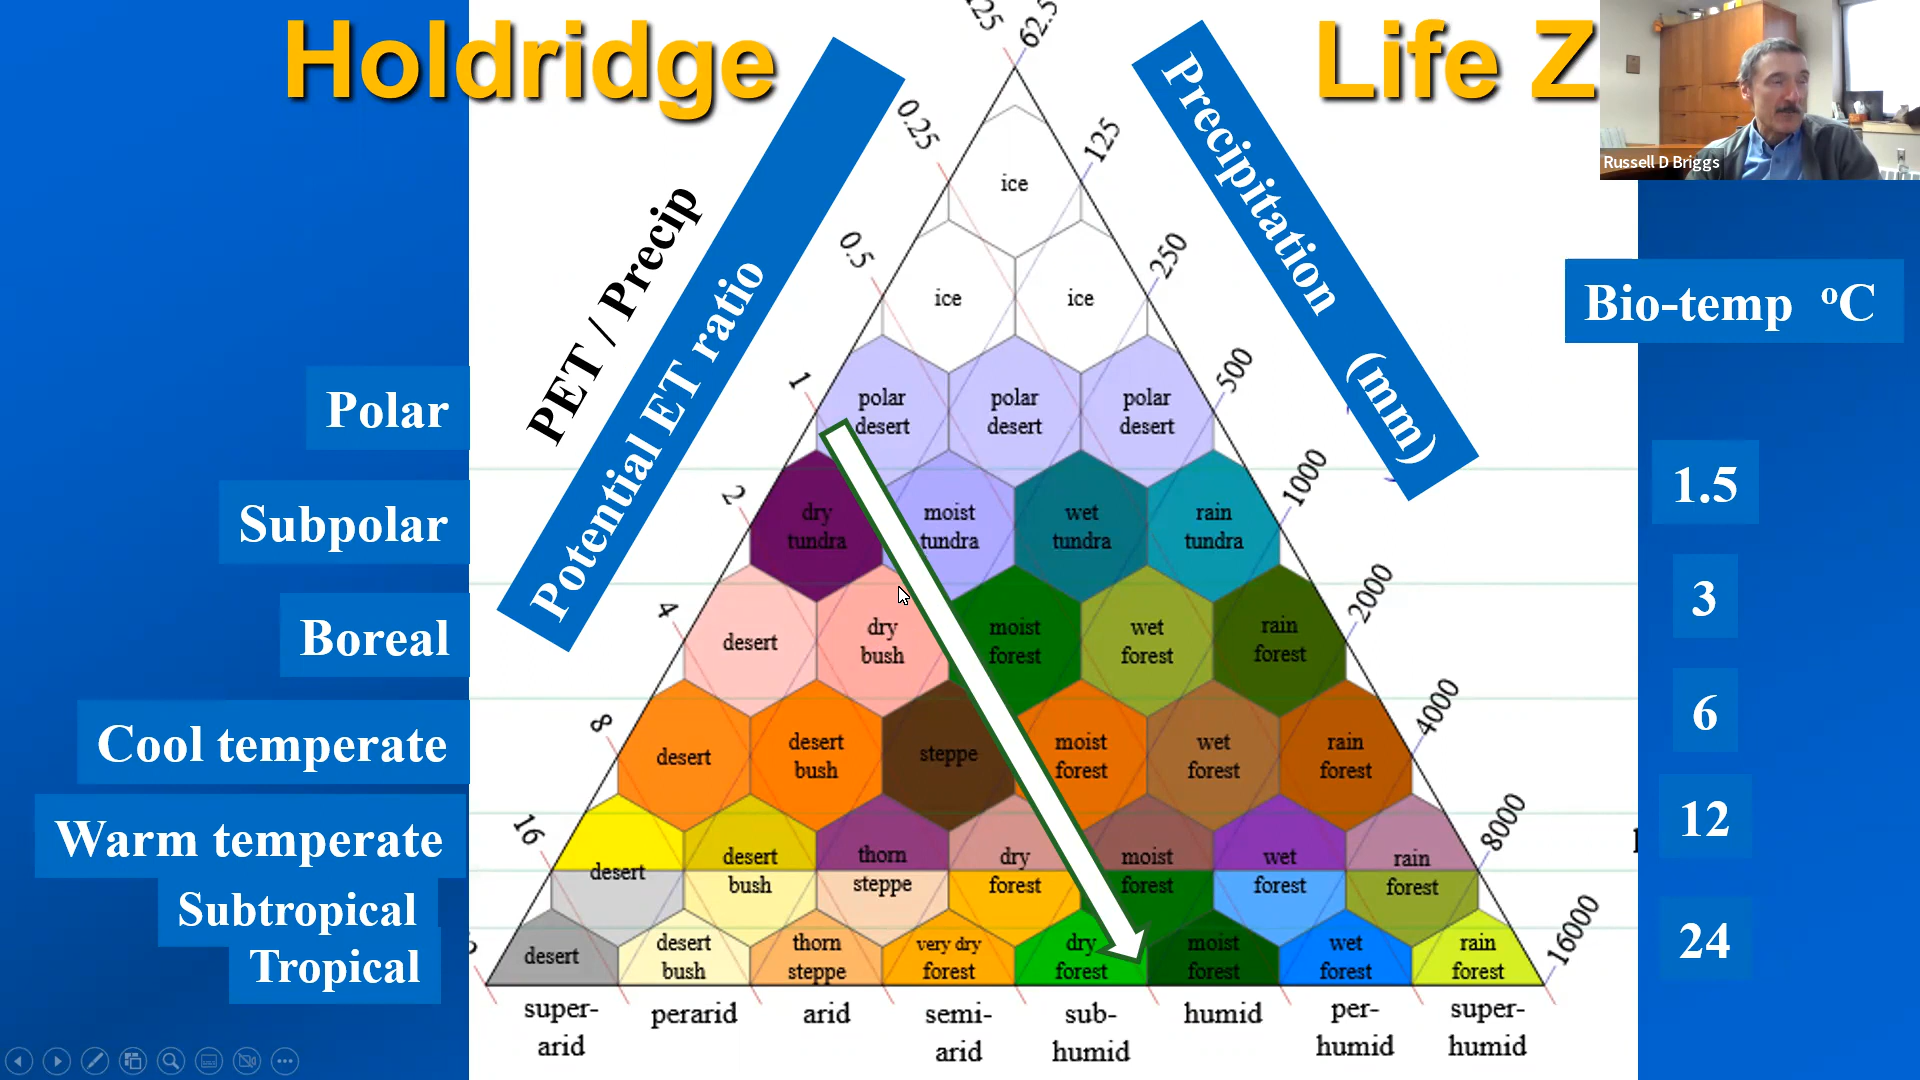 Holdridge
Life Z
Russell D Briggs
PET / Precip
Potential ET ratio
Precipitation (mm)
Bio-temp ºC
62.5
0.25
125
0.5
250
1
500
2
1000
4
2000
8
4000
16
8000
16000
Polar
Subpolar
Boreal
Cool temperate
Warm temperate
Subtropical
Tropical
1.5
3
6
12
24
ice
ice
ice
polar desert
polar desert
polar desert
dry tundra
moist tundra
wet tundra
rain tundra
desert
dry bush
moist forest
wet forest
rain forest
desert
desert bush
steppe
moist forest
wet forest
rain forest
desert
desert bush
thorn steppe
dry forest
moist forest
wet forest
rain forest
desert
desert bush
thorn steppe
very dry forest
dry forest
moist forest
wet forest
rain forest
super-
arid
perarid
arid
semi-
arid
sub-
humid
humid
per-
humid
super-
humid